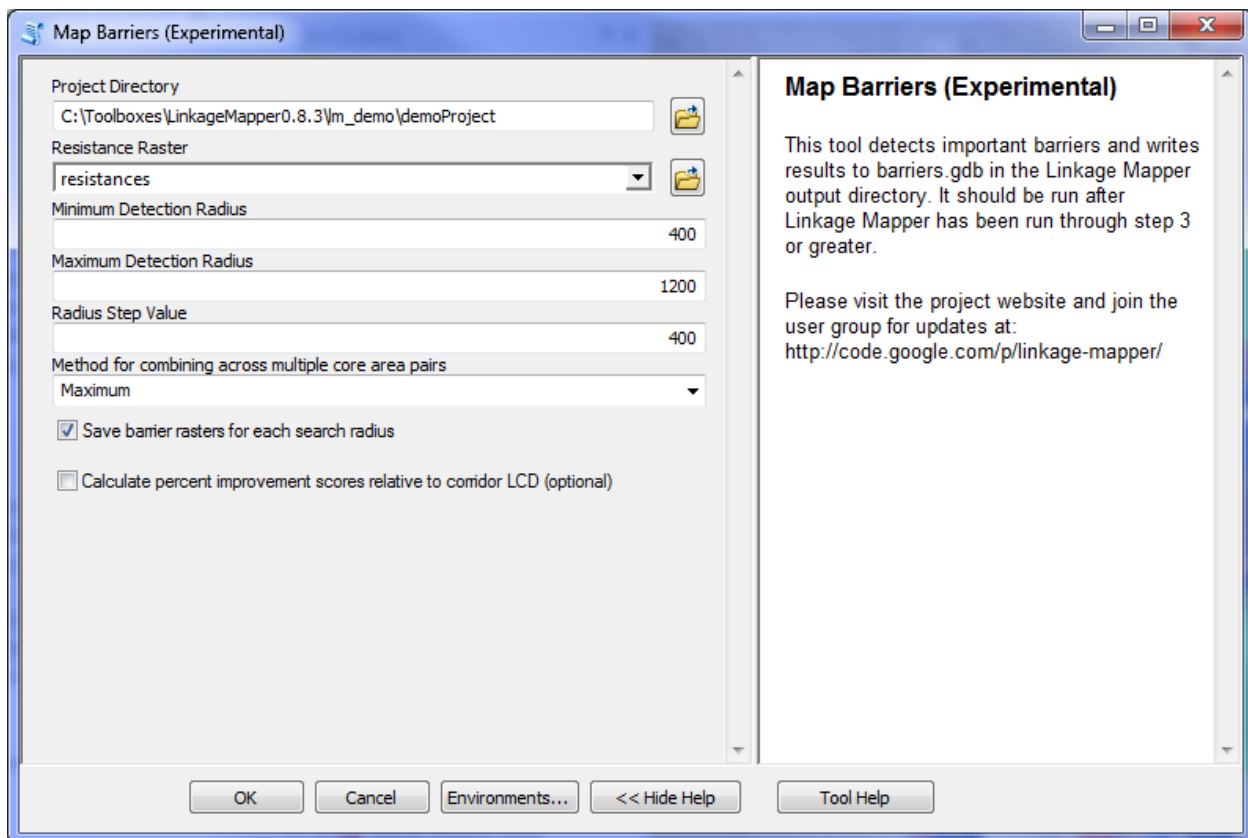 Map Barriers (Experimental)
Project Directory
C:\Toolboxes\LinkageMapper0.8.3\lm_demo\demoProject
Resistance Raster
resistances
Minimum Detection Radius
400
Maximum Detection Radius
1200
Radius Step Value
400
Method for combining across multiple core area pairs
Maximum
Save barrier rasters for each search radius
Calculate percent improvement scores relative to corridor LCD (optional)
Map Barriers (Experimental)
This tool detects important barriers and writes
results to barriers.gdb in the Linkage Mapper
output directory. It should be run after
Linkage Mapper has been run through step 3
or greater.
Please visit the project website and join the
user group for updates at:
http://code.google.com/p/linkage-mapper/
OK
Cancel
Environments...
<< Hide Help
Tool Help